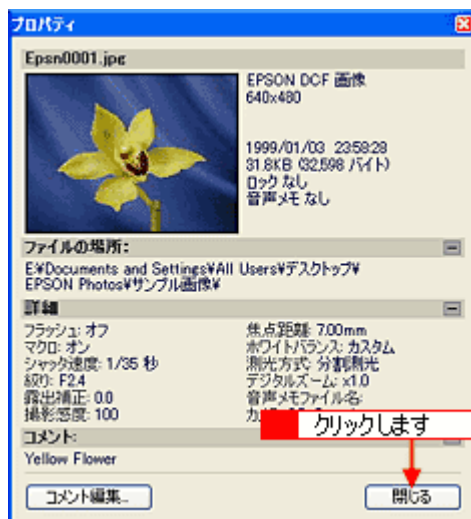 プロパティ
Epsn0001.jpg
EPSON DCF 画像
640x480
1999/01/03 23:58:28
31.8KB (32,598 バイト)
ロック なし
音声メモ なし
ファイルの場所:
E:¥Documents and Settings¥All Users¥デスクトップ¥
EPSON Photos¥サンプル画像¥
詳細
フラッシュ: オフ
マクロ: オン
シャッタ速度: 1/35 秒
絞り: F2.4
露出補正: 0.0
撮影感度: 100
焦点距離: 7.00mm
ホワイトバランス: カスタム
測光方式: 分割測光
デジタルズーム: x1.0
音声メモファイル名:
クリックします
コメント:
Yellow Flower
コメント編集...
閉じる